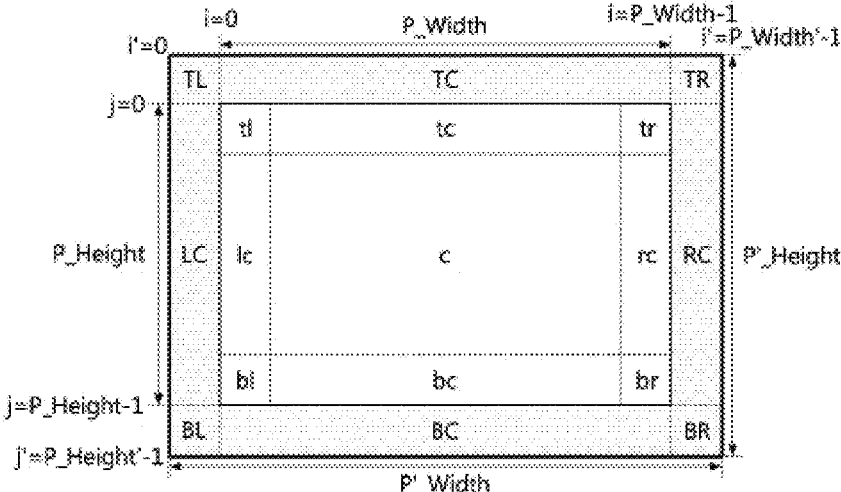 i=0
P_Width
i=P_Width-1
i'=0
i'=P_Width'-1
TL TC TR
j=0
tl tc tr
P_Height
LC lc c rc RC
P'_Height
bl bc br
j=P_Height-1
BL BC BR
j'=P_Height'-1
P'_Width